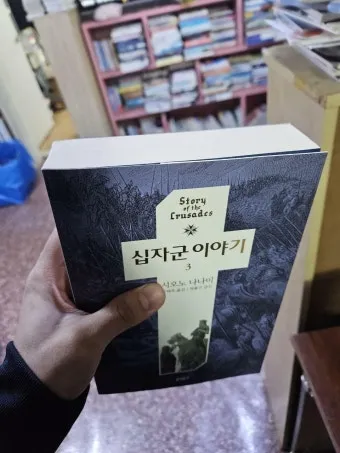 Story
of the
Crusades
십자군 이야기
3
시오노 나나미